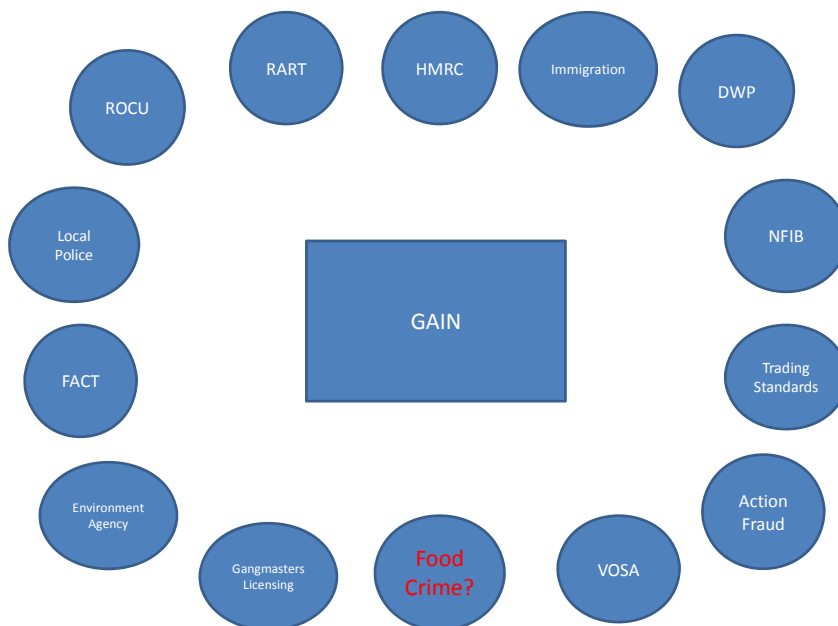 RART
HMRC
Immigration
DWP
ROCU
Local
Police
NFIB
GAIN
FACT
Trading
Standards
Environment
Agency
Action
Fraud
Gangmasters
Licensing
Food
Crime?
VOSA